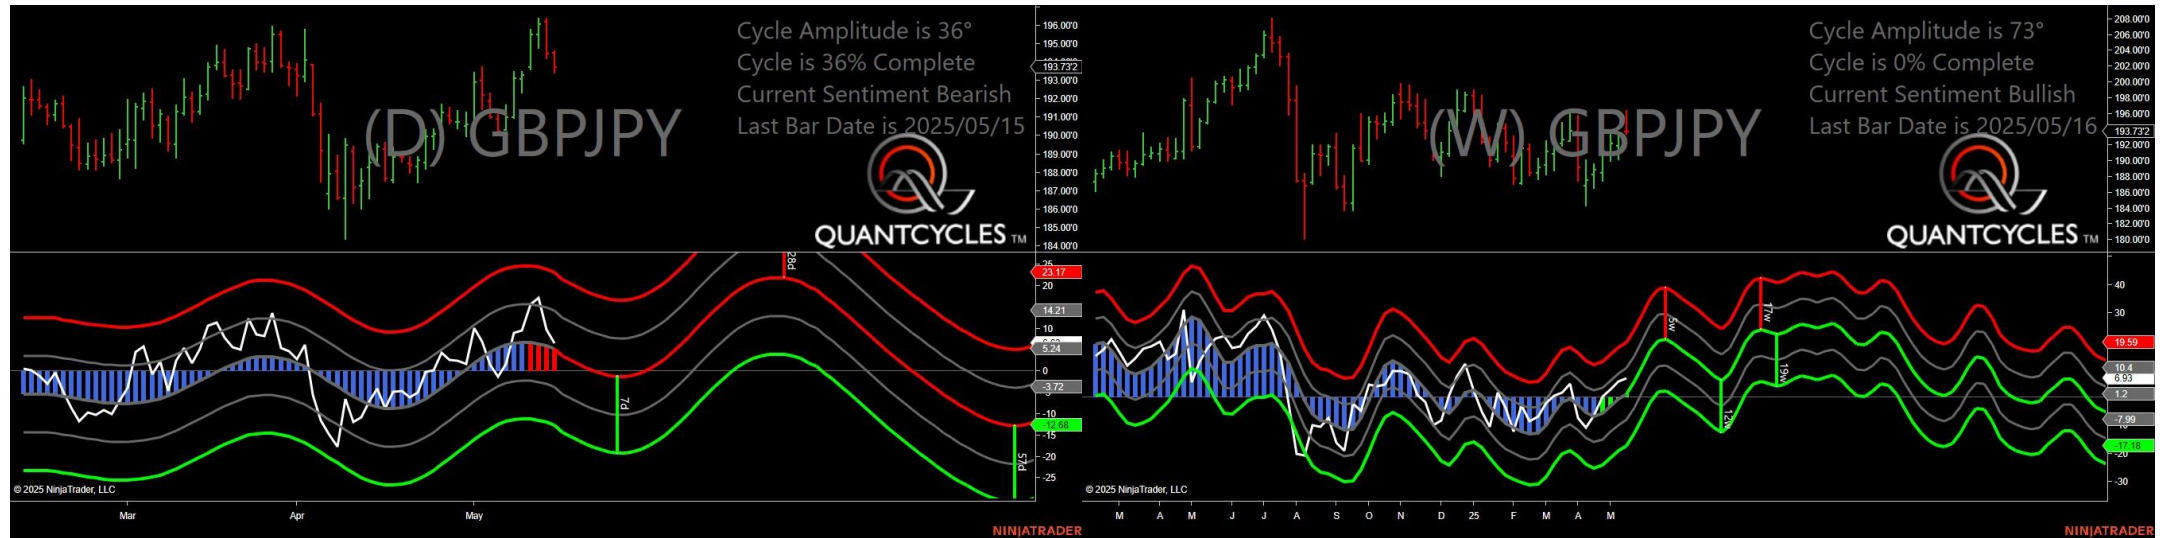 Cycle Amplitude is 36°
Cycle is 36% Complete
Current Sentiment Bearish
Last Bar Date is 2025/05/15
(D) GBPJPY
QUANTCYCLES TM
196.00'0
195.00'0
193.73'2
193.00'0
192.00'0
191.00'0
190.00'0
189.00'0
188.00'0
187.00'0
186.00'0
185.00'0
184.00'0
28d
25
23.17
20
14.21
10
5.24
0
-3.72
-10
-12.68
-15
-20
-25
7d
57d
© 2025 NinjaTrader, LLC
Mar
Apr
May
NINJATRADER
Cycle Amplitude is 73°
Cycle is 0% Complete
Current Sentiment Bullish
Last Bar Date is 2025/05/16
(W) GBPJPY
QUANTCYCLES TM
208.00'0
206.00'0
204.00'0
202.00'0
200.00'0
198.00'0
196.00'0
193.73'2
192.00'0
190.00'0
188.00'0
186.00'0
184.00'0
182.00'0
180.00'0
5w
17w
19w
12w
40
30
19.59
10.4
6.93
1.2
-7.99
-17.18
-20
-30
© 2025 NinjaTrader, LLC
M A M J J A S O N D 25 F M A M
NINJATRADER